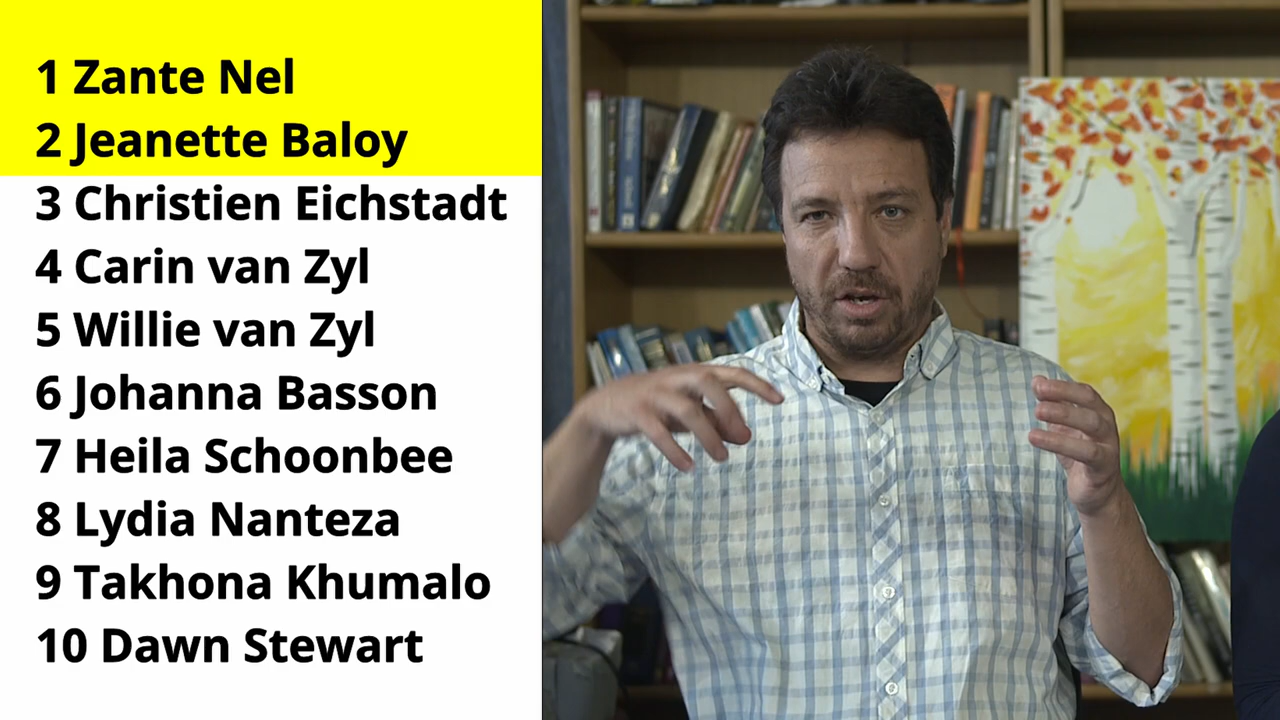 1 Zante Nel
2 Jeanette Baloy
3 Christien Eichstadt
4 Carin van Zyl
5 Willie van Zyl
6 Johanna Basson
7 Heila Schoonbee
8 Lydia Nanteza
9 Takhona Khumalo
10 Dawn Stewart